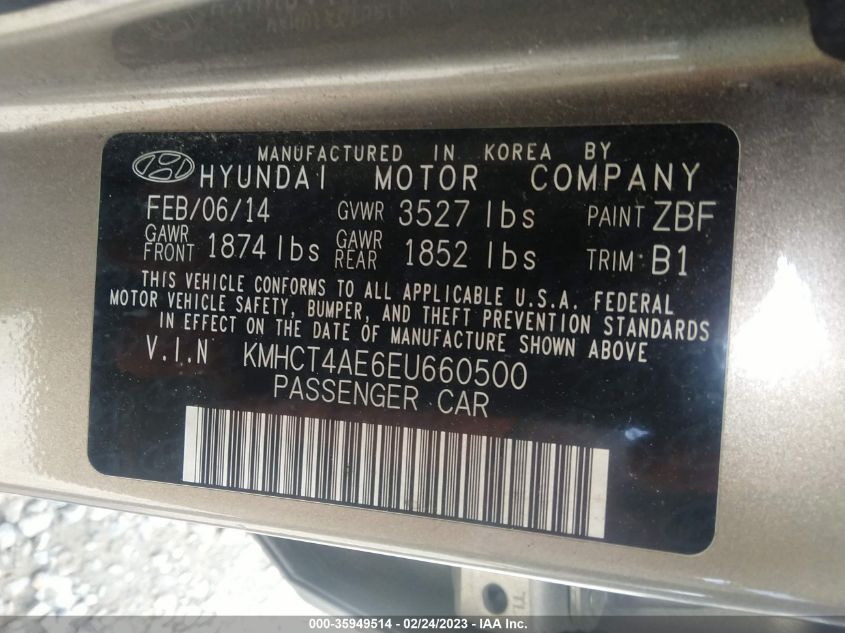 MANUFACTURED IN KOREA BY
HYUNDAI MOTOR COMPANY
FEB/06/14 GVWR 3527 lbs PAINT ZBF
GAWR FRONT 1874 lbs GAWR REAR 1852 lbs TRIM B1
THIS VEHICLE CONFORMS TO ALL APPLICABLE U.S.A. FEDERAL
MOTOR VEHICLE SAFETY, BUMPER, AND THEFT PREVENTION STANDARDS
IN EFFECT ON THE DATE OF MANUFACTURE SHOWN ABOVE
V.I.N KMHCT4AE6EU660500
PASSENGER CAR
000-35949514 - 02/24/2023 - www.iaai.com